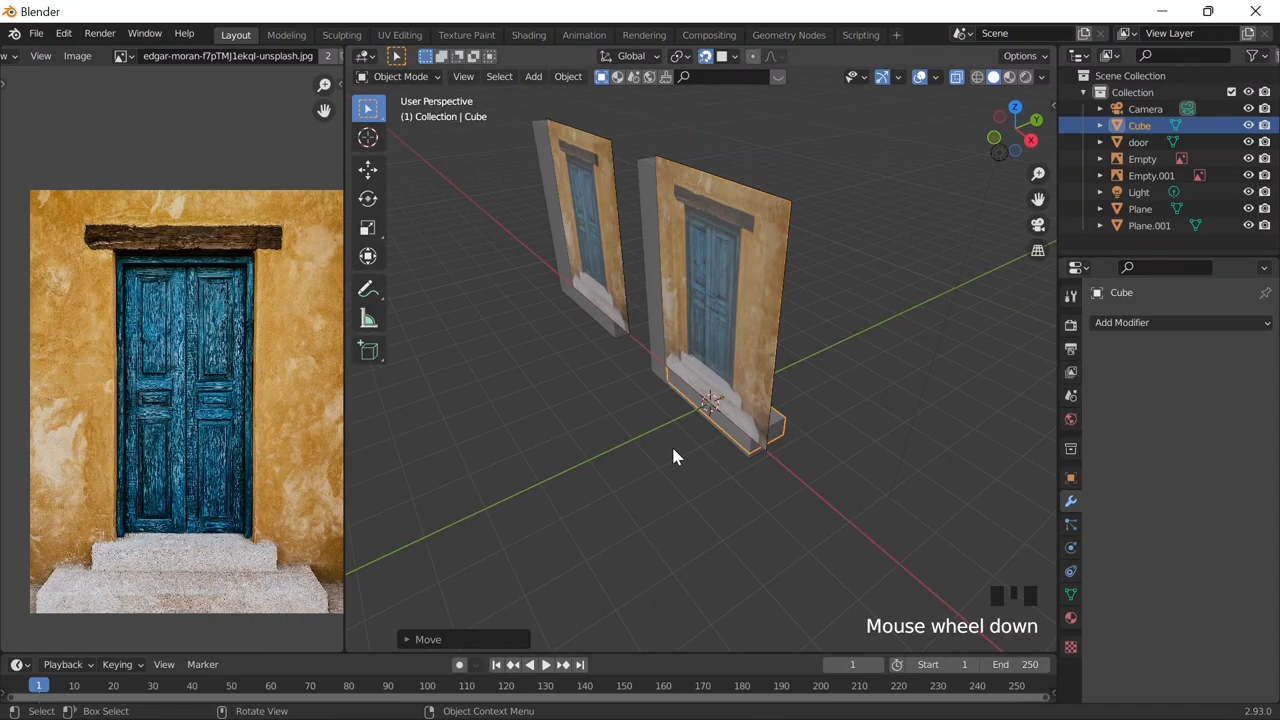 Blender
File Edit Render Window Help Layout Modeling Sculpting UV Editing Texture Paint Shading Animation Rendering Compositing Geometry Nodes Scripting + Scene View Layer
View Image edgar-moran-f7pTMJ1ekqI-unsplash.jpg 2 Global Options
Object Mode View Select Add Object
User Perspective
(1) Collection | Cube
Z
Y
X
Scene Collection
Collection
Camera
Cube
door
Empty
Empty.001
Light
Plane
Plane.001
Cube
Add Modifier
Mouse wheel down
Move
Playback Keying View Marker 1 Start 1 End 250
1 10 20 30 40 50 60 70 80 90 100 110 120 130 140 150 160 170 180 190 200 210 220 230 240 250
Select Box Select Rotate View Object Context Menu 2.93.0